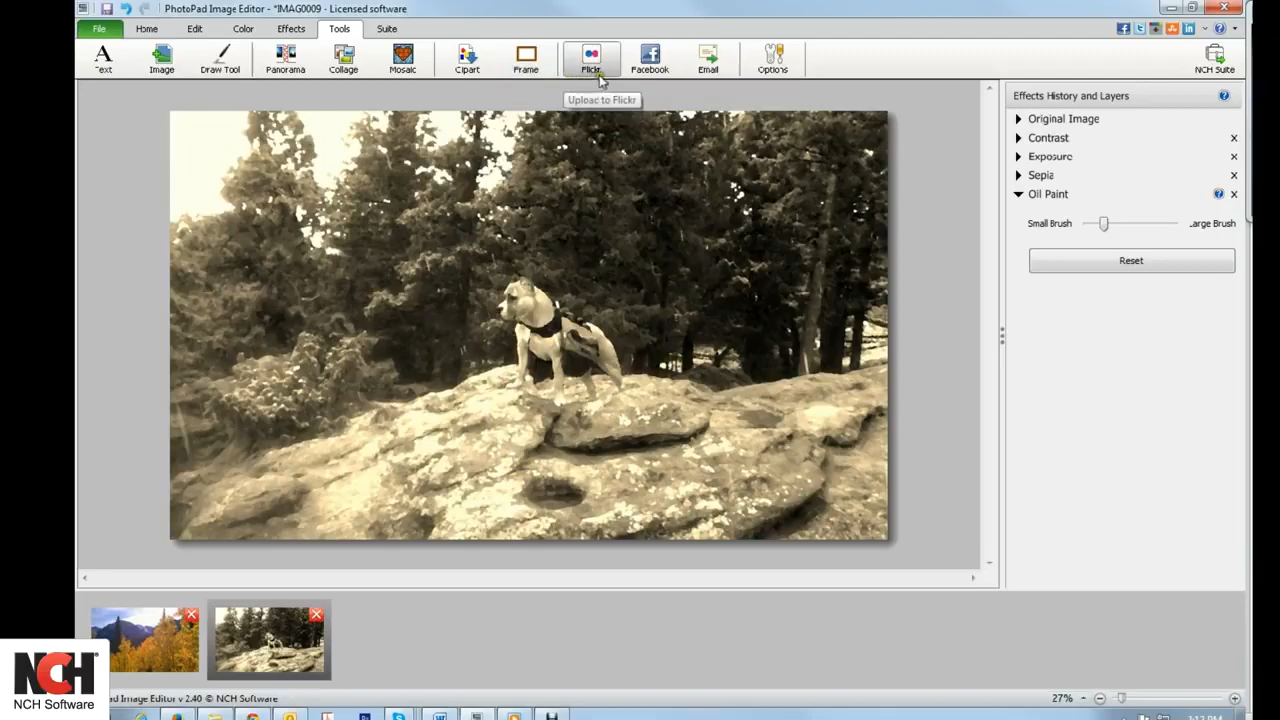 PhotoPad Image Editor - *IMAG0009 - Licensed software
File Home Edit Color Effects Tools Suite
Text Image Draw Tool Panorama Collage Mosaic Clipart Frame Flickr Facebook Email Options NCH Suite
Upload to Flickr
Effects History and Layers
Original Image
Contrast
Exposure
Sepia
Oil Paint
Small Brush Large Brush
Reset
NCH
NCH Software
Image Editor v 2.40 © NCH Software
27%